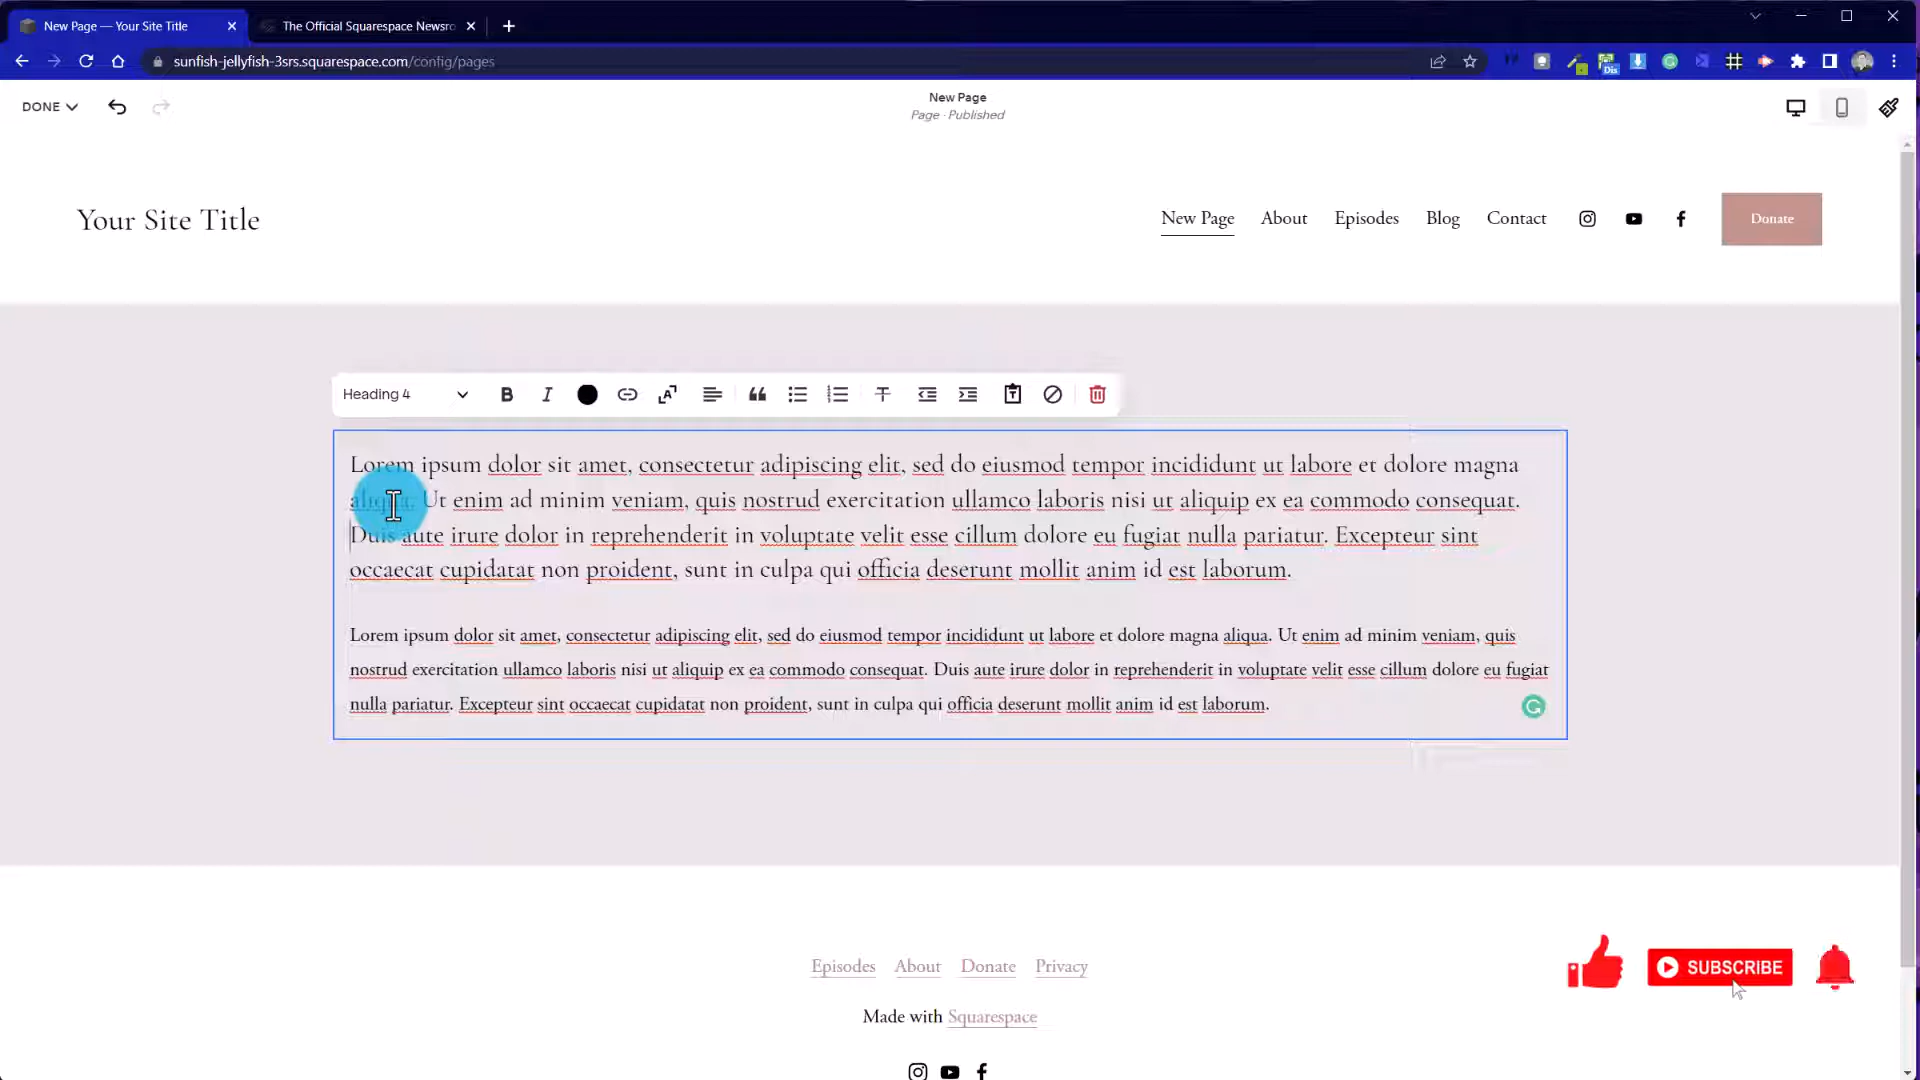 New Page — Your Site Title
The Official Squarespace Newsro
sunfish-jellyfish-3srs.squarespace.com/config/pages
Dis
DONE
New Page
Page · Published
Your Site Title
New Page
About
Episodes
Blog
Contact
Donate
Heading 4
B
I
Lorem ipsum dolor sit amet, consectetur adipiscing elit, sed do eiusmod tempor incididunt ut labore et dolore magna
aliqua. Ut enim ad minim veniam, quis nostrud exercitation ullamco laboris nisi ut aliquip ex ea commodo consequat.
Duis aute irure dolor in reprehenderit in voluptate velit esse cillum dolore eu fugiat nulla pariatur. Excepteur sint
occaecat cupidatat non proident, sunt in culpa qui officia deserunt mollit anim id est laborum.
Lorem ipsum dolor sit amet, consectetur adipiscing elit, sed do eiusmod tempor incididunt ut labore et dolore magna aliqua. Ut enim ad minim veniam, quis
nostrud exercitation ullamco laboris nisi ut aliquip ex ea commodo consequat. Duis aute irure dolor in reprehenderit in voluptate velit esse cillum dolore eu fugiat
nulla pariatur. Excepteur sint occaecat cupidatat non proident, sunt in culpa qui officia deserunt mollit anim id est laborum.
Episodes
About
Donate
Privacy
SUBSCRIBE
Made with Squarespace